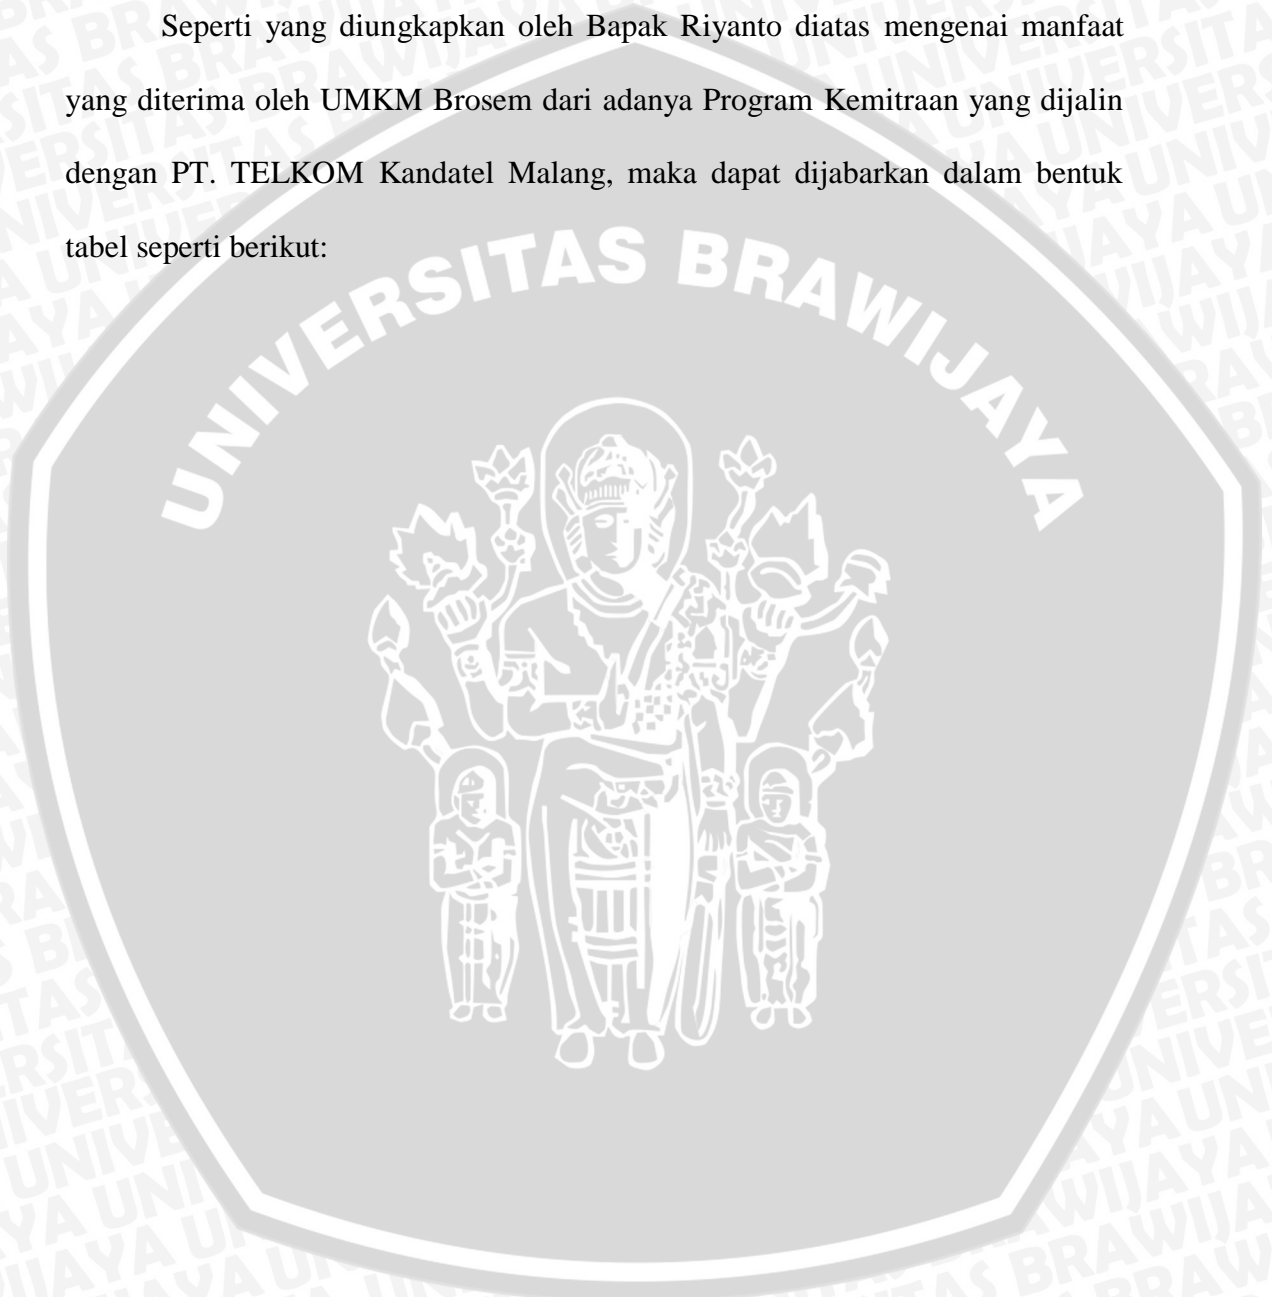 Seperti yang diungkapkan oleh Bapak Riyanto diatas mengenai manfaat
yang diterima oleh UMKM Brosem dari adanya Program Kemitraan yang dijalin
dengan PT. TELKOM Kandatel Malang, maka dapat dijabarkan dalam bentuk
tabel seperti berikut:
UNIVERSITAS BRAWIJAYA